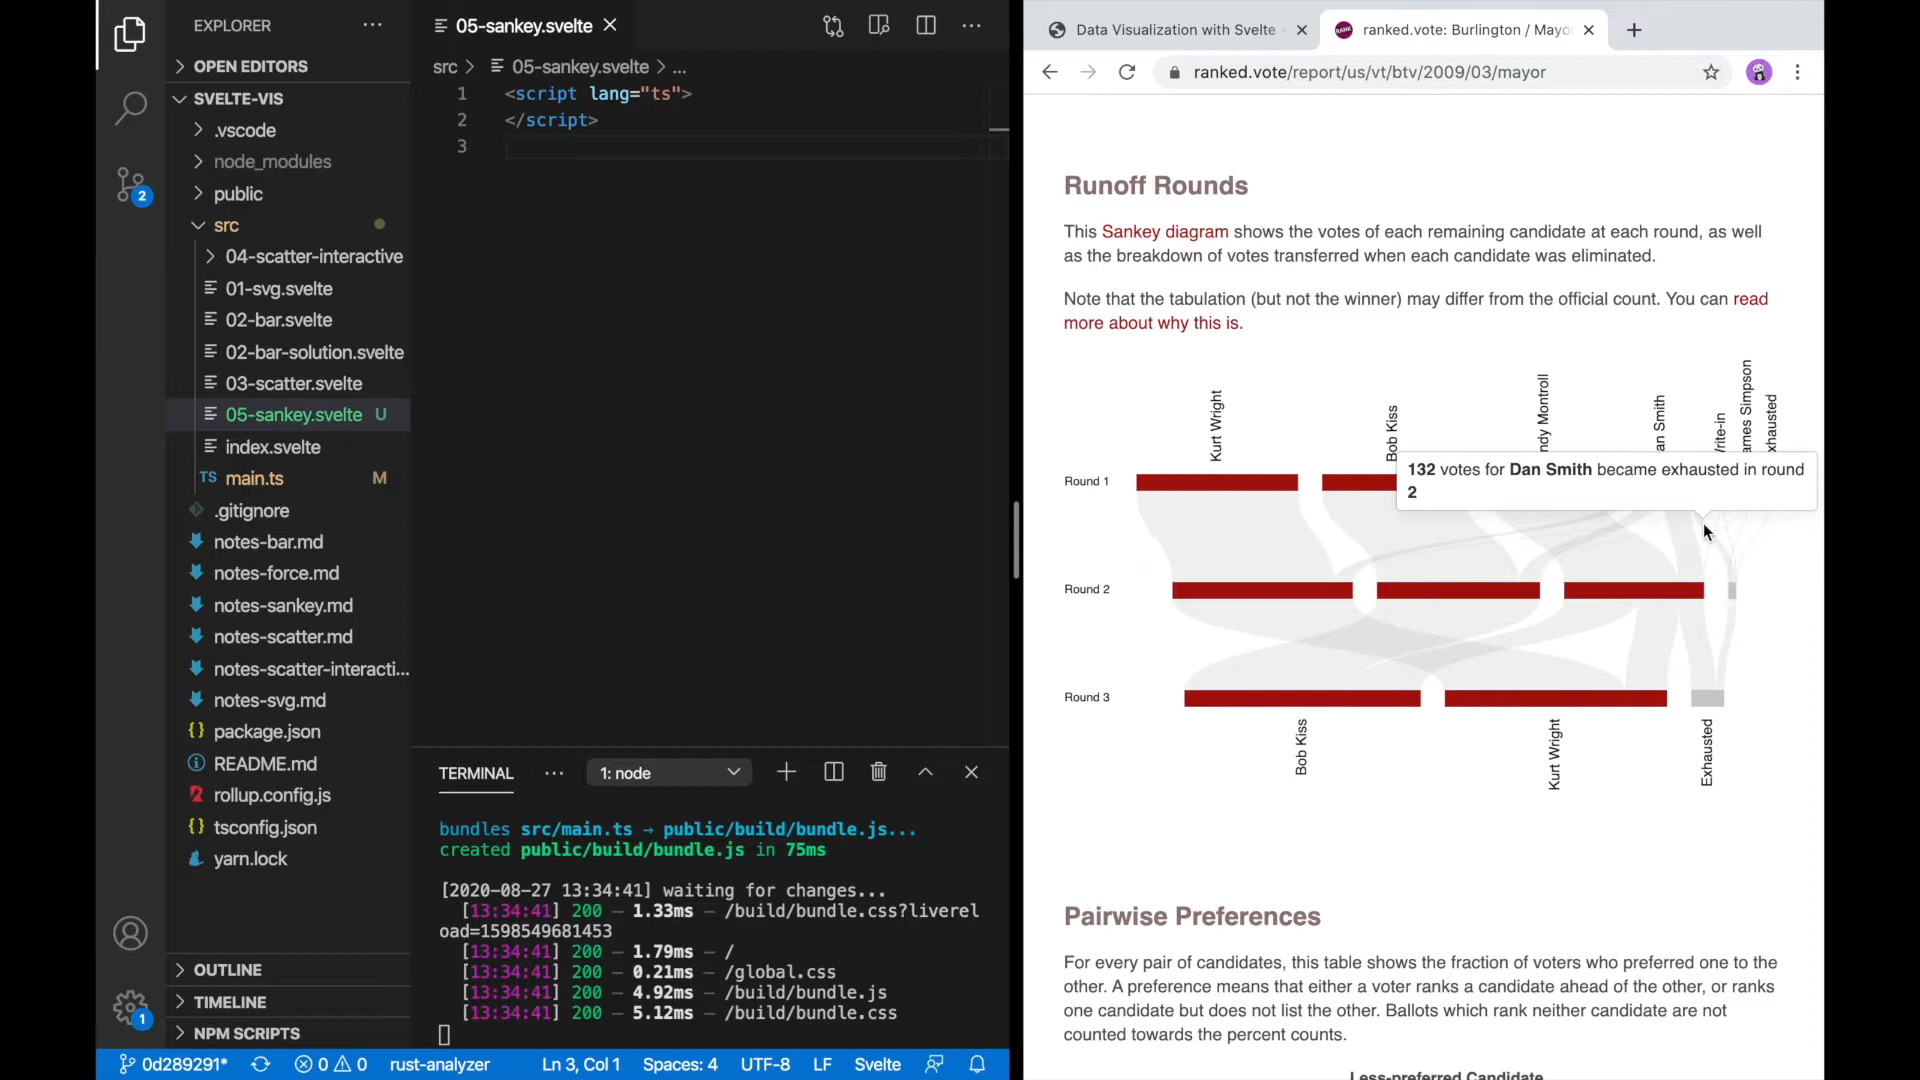 EXPLORER
OPEN EDITORS
SVELTE-VIS
.vscode
node_modules
public
src
04-scatter-interactive
01-svg.svelte
02-bar.svelte
02-bar-solution.svelte
03-scatter.svelte
05-sankey.svelte U
index.svelte
TS main.ts M
.gitignore
notes-bar.md
notes-force.md
notes-sankey.md
notes-scatter.md
notes-scatter-interacti...
notes-svg.md
package.json
README.md
rollup.config.js
tsconfig.json
yarn.lock
OUTLINE
TIMELINE
NPM SCRIPTS
2
1
05-sankey.svelte
src > 05-sankey.svelte > ...
1 <script lang="ts">
2 </script>
3
TERMINAL ... 1: node
bundles src/main.ts → public/build/bundle.js...
created public/build/bundle.js in 75ms
[2020-08-27 13:34:41] waiting for changes...
[13:34:41] 200 – 1.33ms – /build/bundle.css?liverel
oad=1598549681453
[13:34:41] 200 – 1.79ms – /
[13:34:41] 200 – 0.21ms – /global.css
[13:34:41] 200 – 4.92ms – /build/bundle.js
[13:34:41] 200 – 5.12ms – /build/bundle.css
0d289291* 0 0 rust-analyzer Ln 3, Col 1 Spaces: 4 UTF-8 LF Svelte
Data Visualization with Svelte
ranked.vote: Burlington / Mayo
ranked.vote/report/us/vt/btv/2009/03/mayor
Runoff Rounds
This Sankey diagram shows the votes of each remaining candidate at each round, as well
as the breakdown of votes transferred when each candidate was eliminated.
Note that the tabulation (but not the winner) may differ from the official count. You can read
more about why this is.
Kurt Wright
Bob Kiss
ndy Montroll
an Smith
rite-in
ames Simpson
xhausted
132 votes for Dan Smith became exhausted in round
2
Round 1
Round 2
Round 3
Bob Kiss
Kurt Wright
Exhausted
Pairwise Preferences
For every pair of candidates, this table shows the fraction of voters who preferred one to the
other. A preference means that either a voter ranks a candidate ahead of the other, or ranks
one candidate but does not list the other. Ballots which rank neither candidate are not
counted towards the percent counts.
Less-preferred Candidate